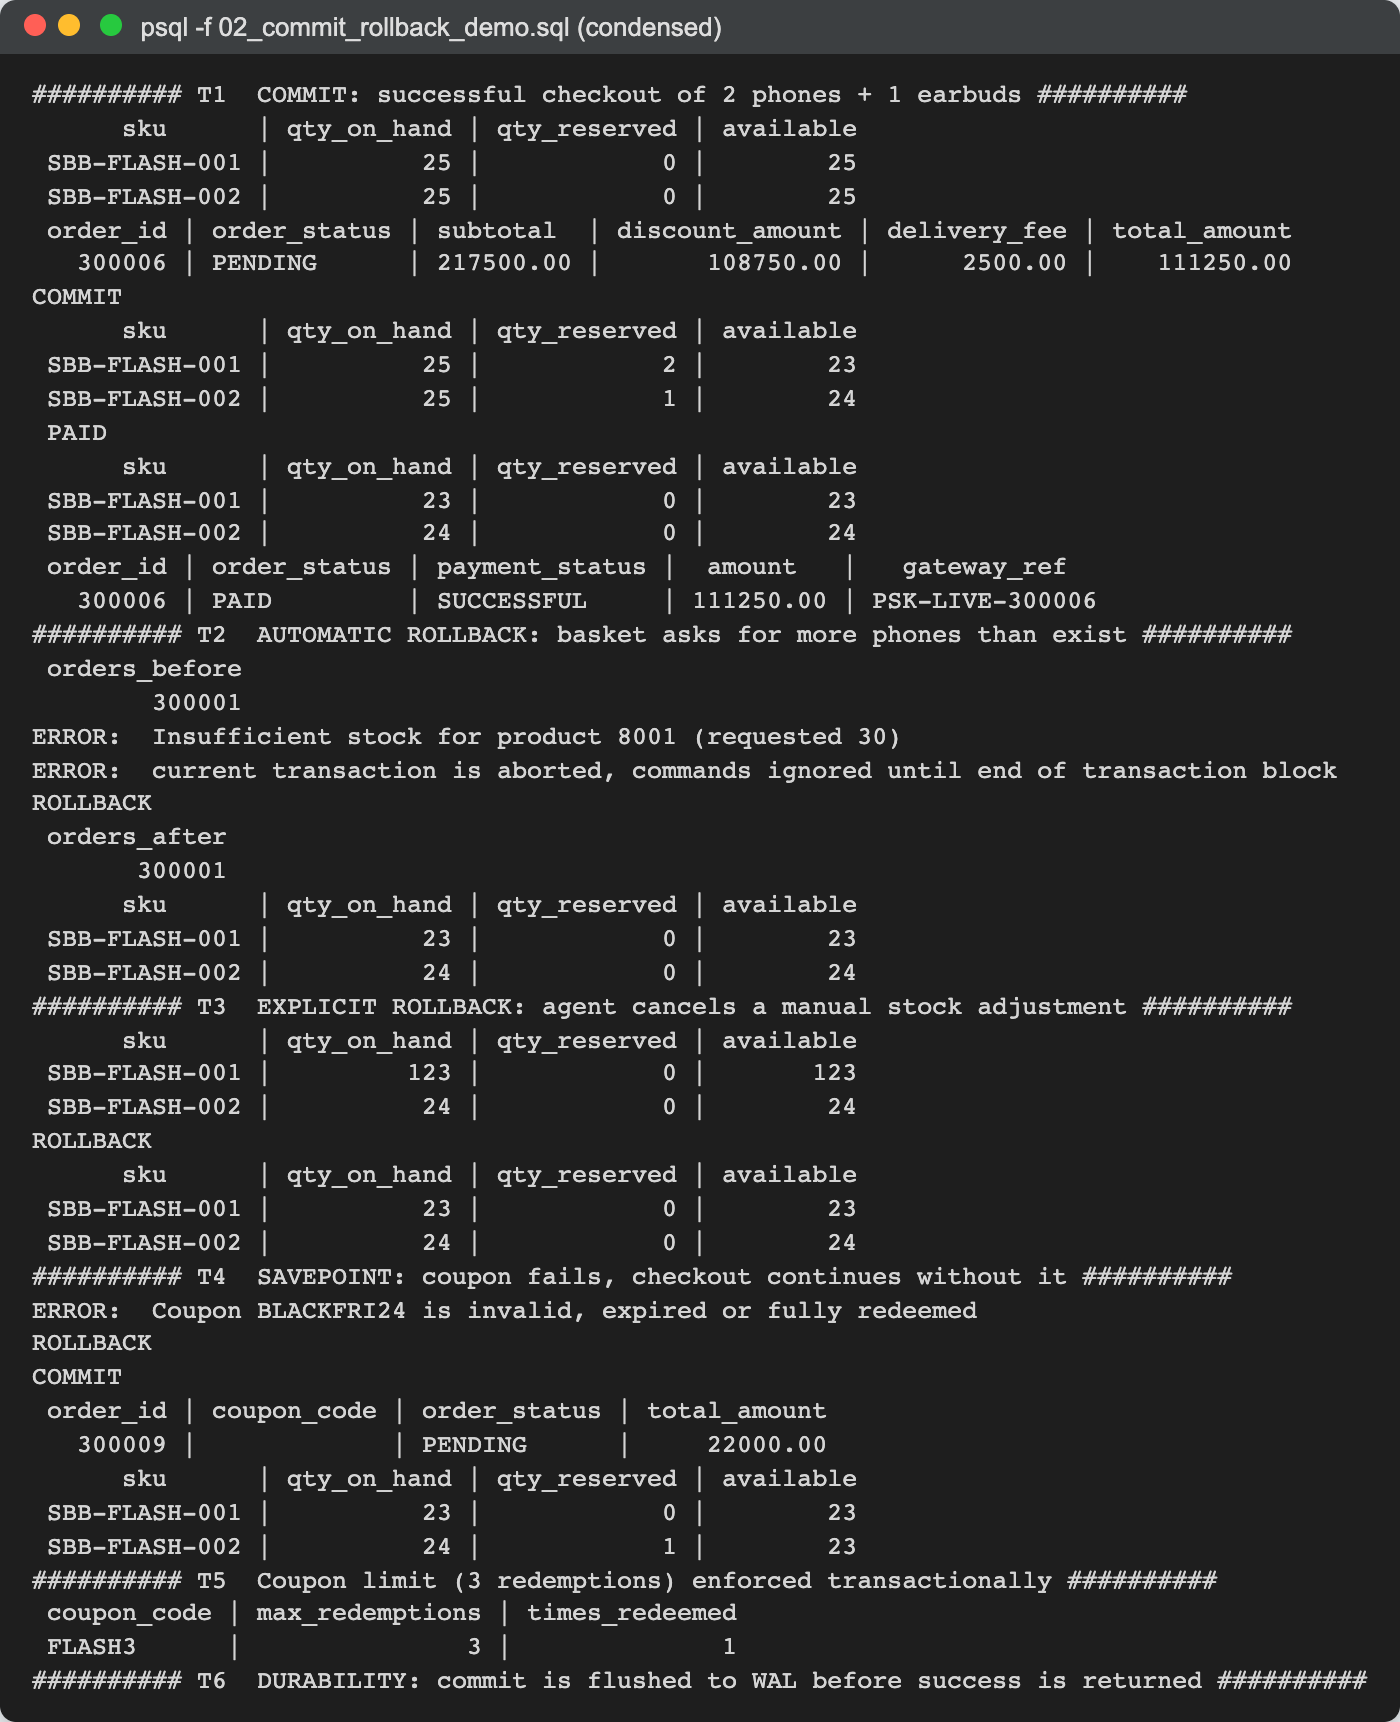 psql -f 02_commit_rollback_demo.sql (condensed)
########## T1  COMMIT: successful checkout of 2 phones + 1 earbuds ##########
      sku      | qty_on_hand | qty_reserved | available
 SBB-FLASH-001 |          25 |            0 |        25
 SBB-FLASH-002 |          25 |            0 |        25
 order_id | order_status | subtotal  | discount_amount | delivery_fee | total_amount
   300006 | PENDING      | 217500.00 |       108750.00 |      2500.00 |    111250.00
COMMIT
      sku      | qty_on_hand | qty_reserved | available
 SBB-FLASH-001 |          25 |            2 |        23
 SBB-FLASH-002 |          25 |            1 |        24
 PAID
      sku      | qty_on_hand | qty_reserved | available
 SBB-FLASH-001 |          23 |            0 |        23
 SBB-FLASH-002 |          24 |            0 |        24
 order_id | order_status | payment_status |  amount   |   gateway_ref
   300006 | PAID         | SUCCESSFUL     | 111250.00 | PSK-LIVE-300006
########## T2  AUTOMATIC ROLLBACK: basket asks for more phones than exist ##########
 orders_before
        300001
ERROR:  Insufficient stock for product 8001 (requested 30)
ERROR:  current transaction is aborted, commands ignored until end of transaction block
ROLLBACK
 orders_after
       300001
      sku      | qty_on_hand | qty_reserved | available
 SBB-FLASH-001 |          23 |            0 |        23
 SBB-FLASH-002 |          24 |            0 |        24
########## T3  EXPLICIT ROLLBACK: agent cancels a manual stock adjustment ##########
      sku      | qty_on_hand | qty_reserved | available
 SBB-FLASH-001 |         123 |            0 |       123
 SBB-FLASH-002 |          24 |            0 |        24
ROLLBACK
      sku      | qty_on_hand | qty_reserved | available
 SBB-FLASH-001 |          23 |            0 |        23
 SBB-FLASH-002 |          24 |            0 |        24
########## T4  SAVEPOINT: coupon fails, checkout continues without it ##########
ERROR:  Coupon BLACKFRI24 is invalid, expired or fully redeemed
ROLLBACK
COMMIT
 order_id | coupon_code | order_status | total_amount
   300009 |             | PENDING      |     22000.00
      sku      | qty_on_hand | qty_reserved | available
 SBB-FLASH-001 |          23 |            0 |        23
 SBB-FLASH-002 |          24 |            1 |        23
########## T5  Coupon limit (3 redemptions) enforced transactionally ##########
 coupon_code | max_redemptions | times_redeemed
 FLASH3      |               3 |              1
########## T6  DURABILITY: commit is flushed to WAL before success is returned ##########